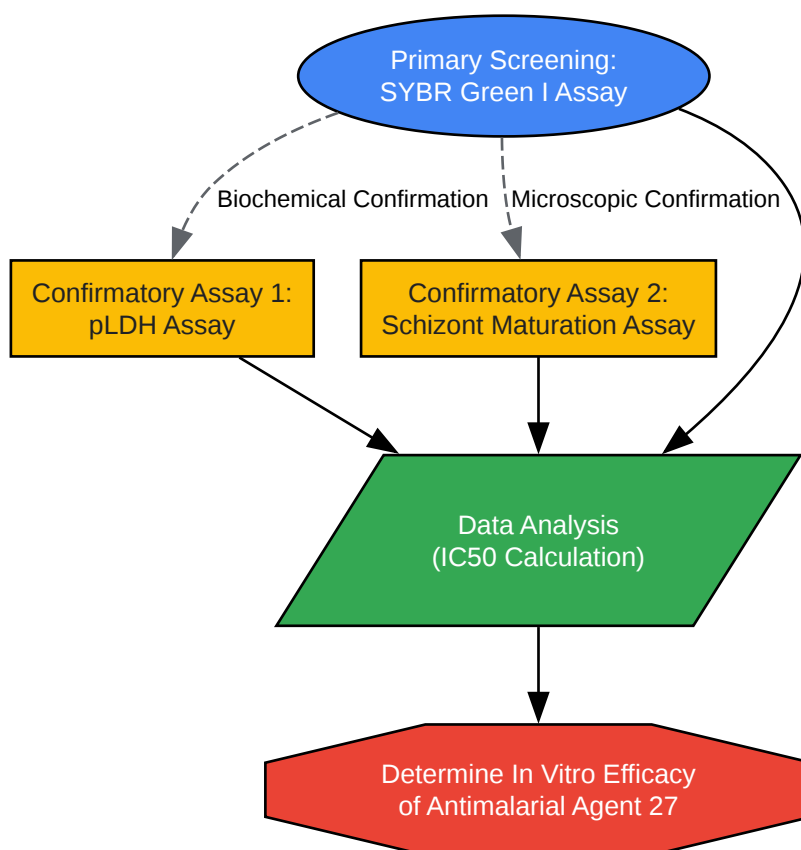 Primary Screening:
SYBR Green I Assay
Biochemical Confirmation
Microscopic Confirmation
Confirmatory Assay 1:
pLDH Assay
Confirmatory Assay 2:
Schizont Maturation Assay
Data Analysis
(IC50 Calculation)
Determine In Vitro Efficacy
of Antimalarial Agent 27